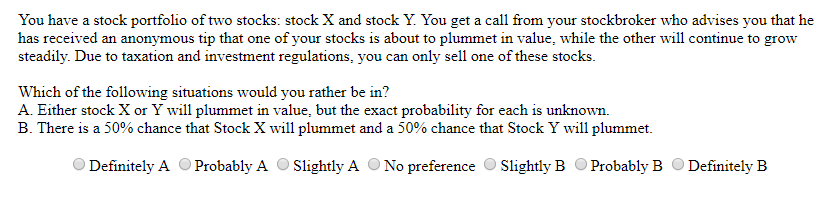 You have a stock portfolio of two stocks: stock X and stock Y. You get a call from your stockbroker who advises you that he
has received an anonymous tip that one of your stocks is about to plummet in value, while the other will continue to grow
steadily. Due to taxation and investment regulations, you can only sell one of these stocks.
Which of the following situations would you rather be in?
A. Either stock X or Y will plummet in value, but the exact probability for each is unknown.
B. There is a 50% chance that Stock X will plummet and a 50% chance that Stock Y will plummet.
Definitely A Probably A Slightly A No preference Slightly B Probably B Definitely B